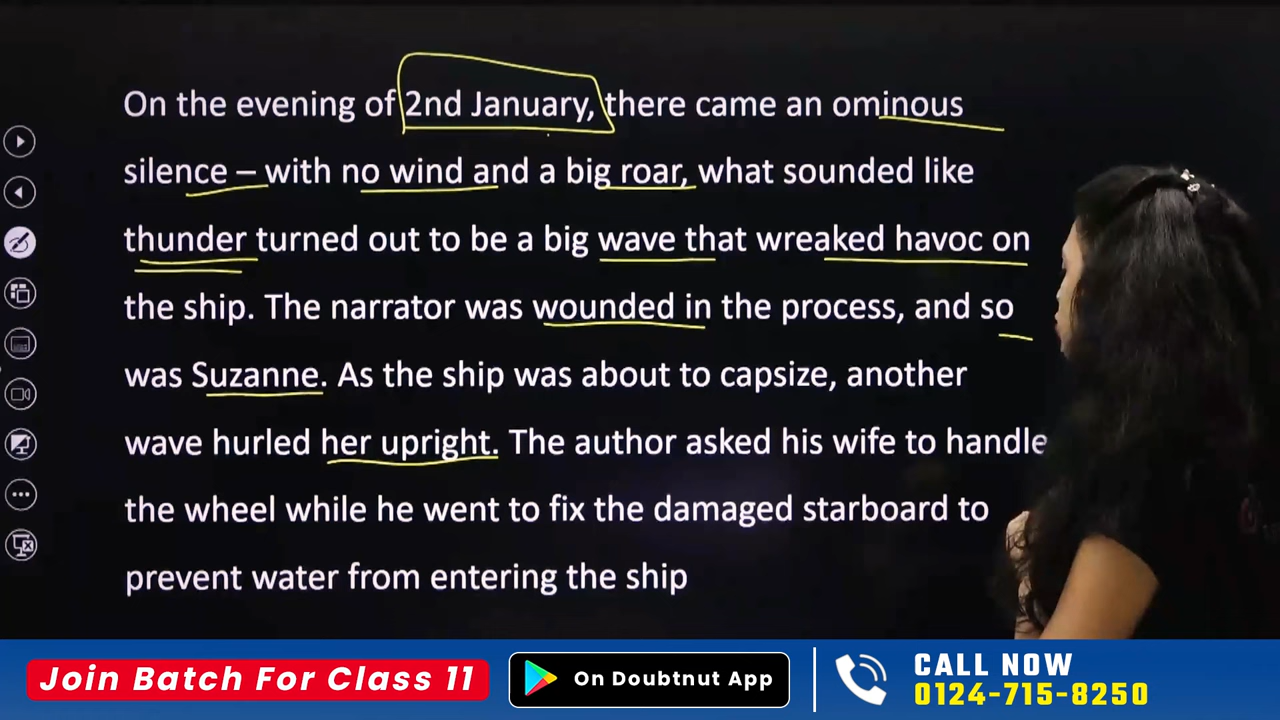 On the evening of 2nd January, there came an ominous
silence – with no wind and a big roar, what sounded like
thunder turned out to be a big wave that wreaked havoc on
the ship. The narrator was wounded in the process, and so
was Suzanne. As the ship was about to capsize, another
wave hurled her upright. The author asked his wife to handle
the wheel while he went to fix the damaged starboard to
prevent water from entering the ship
Join Batch For Class 11
On Doubtnut App
CALL NOW
0124-715-8250